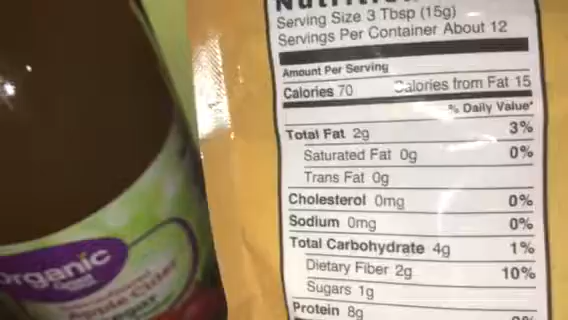 Nutrition
Serving Size 3 Tbsp (15g)
Servings Per Container About 12
Amount Per Serving
Calories 70 Calories from Fat 15
% Daily Value*
Total Fat 2g 3%
Saturated Fat 0g 0%
Trans Fat 0g
Cholesterol 0mg 0%
Sodium 0mg 0%
Total Carbohydrate 4g 1%
Dietary Fiber 2g 10%
Sugars 1g
Protein 8g
organic
Apple Cider